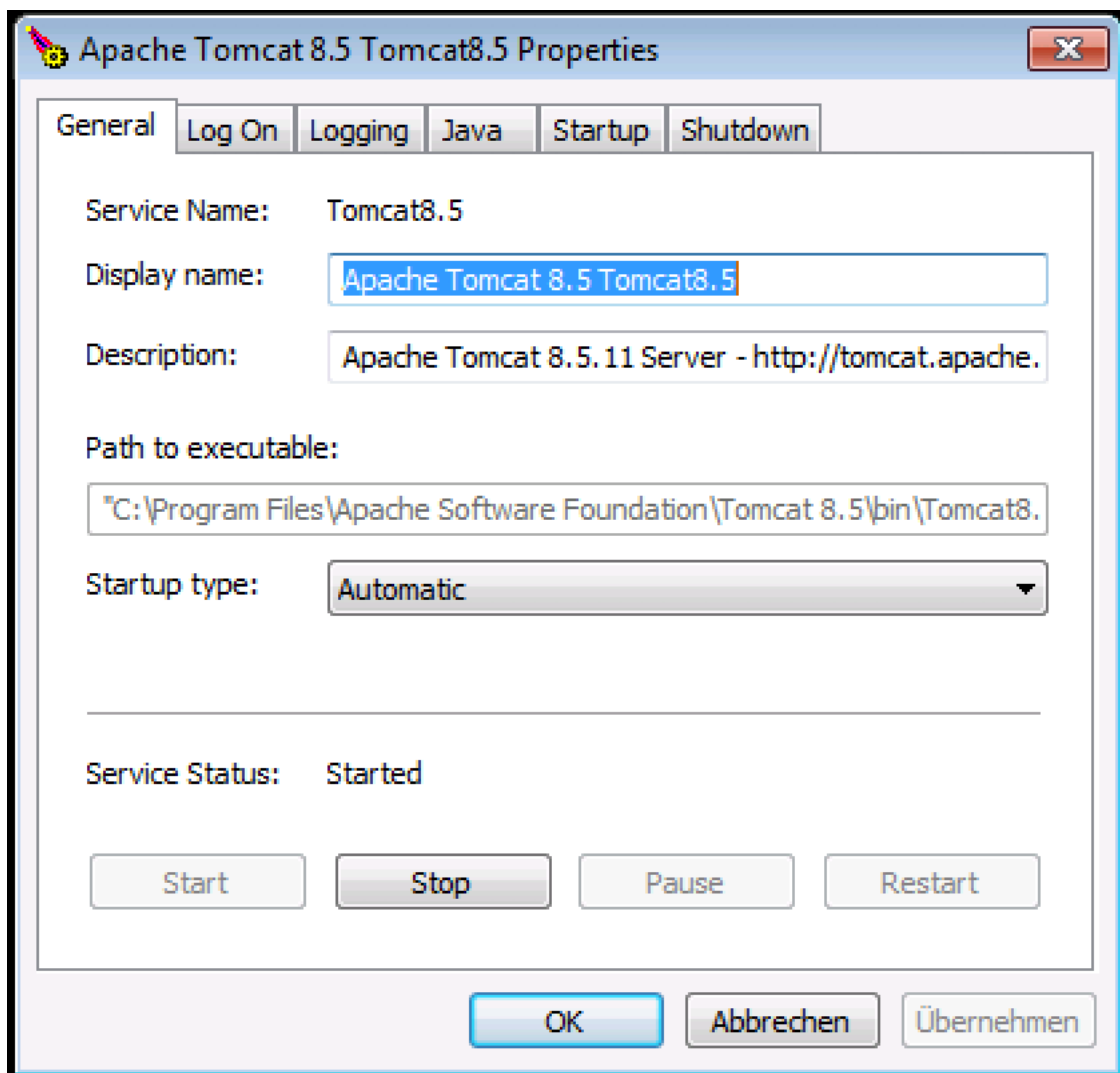 Apache Tomcat 8.5 Tomcat8.5 Properties
General Log On Logging Java Startup Shutdown
Service Name: Tomcat8.5
Display name: Apache Tomcat 8.5 Tomcat8.5
Description: Apache Tomcat 8.5.11 Server - http://tomcat.apache.
Path to executable:
"C:\Program Files\Apache Software Foundation\Tomcat 8.5\bin\Tomcat8.
Startup type: Automatic
Service Status: Started
Start Stop Pause Restart
OK Abbrechen Übernehmen